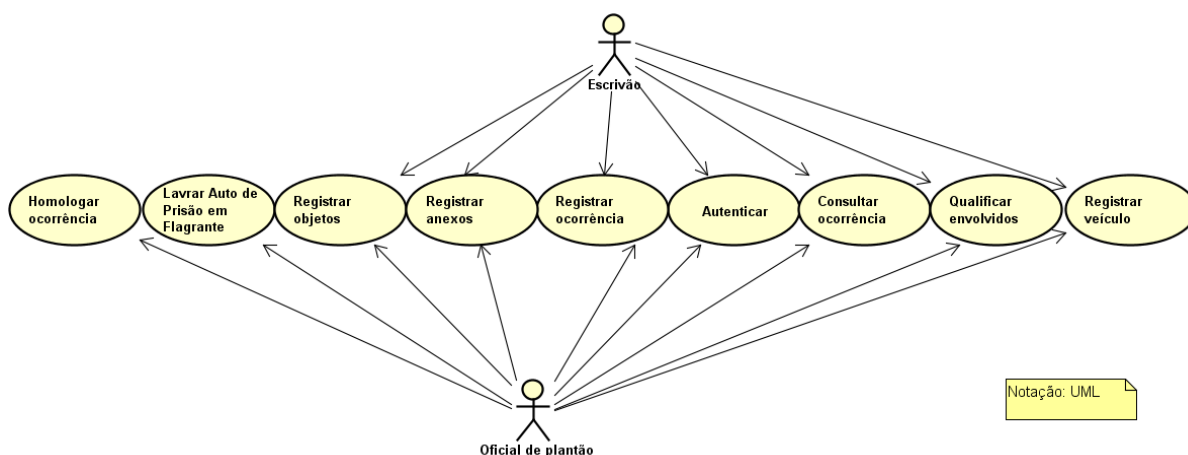 Escrivão
Homologar
ocorrência
Lavrar Auto de
Prisão em
Flagrante
Registrar
objetos
Registrar
anexos
Registrar
ocorrência
Autenticar
Consultar
ocorrência
Qualificar
envolvidos
Registrar
veículo
Notação: UML
Oficial de plantão